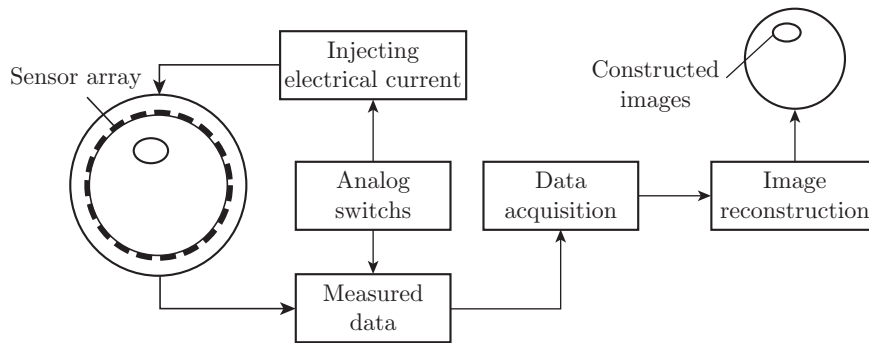 Injecting
electrical current
Sensor array
Constructed
images
Analog
switchs
Data
acquisition
Image
reconstruction
Measured
data